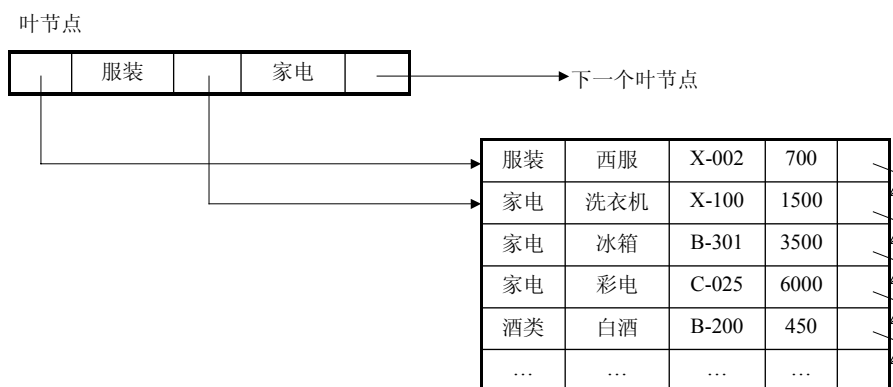 叶节点
服装 家电
下一个叶节点
服装 西服 X-002 700
家电 洗衣机 X-100 1500
家电 冰箱 B-301 3500
家电 彩电 C-025 6000
酒类 白酒 B-200 450
… … … …